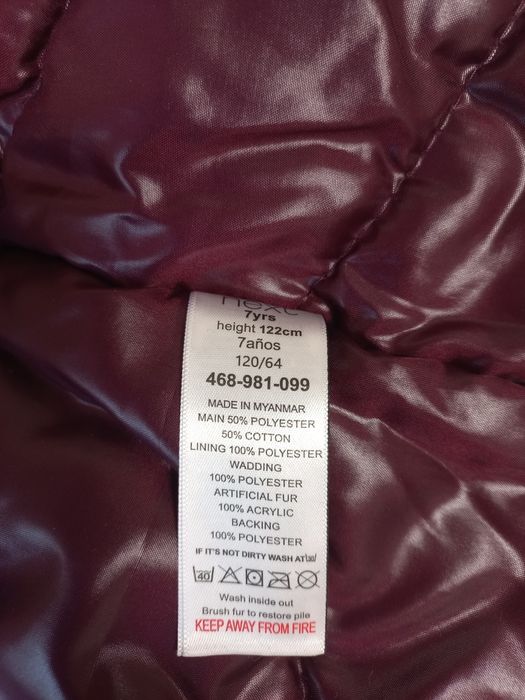 next
7yrs
height 122cm
7años
120/64
468-981-099
MADE IN MYANMAR
MAIN 50% POLYESTER
50% COTTON
LINING 100% POLYESTER
WADDING
100% POLYESTER
ARTIFICIAL FUR
100% ACRYLIC
BACKING
100% POLYESTER
IF IT'S NOT DIRTY WASH AT 30
40
Wash inside out
Brush fur to restore pile
KEEP AWAY FROM FIRE